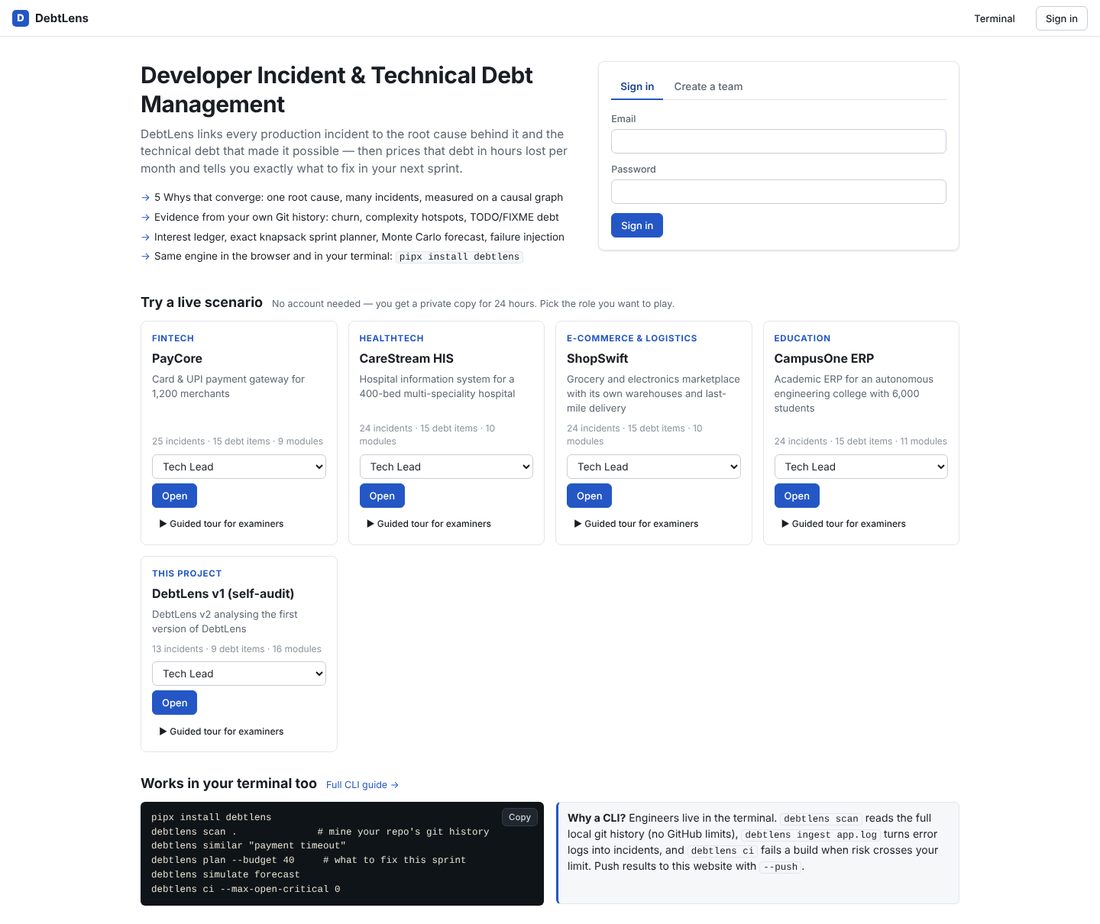 D DebtLens
Terminal
Sign in
Developer Incident & Technical Debt
Management
DebtLens links every production incident to the root cause behind it and the
technical debt that made it possible — then prices that debt in hours lost per
month and tells you exactly what to fix in your next sprint.
→ 5 Whys that converge: one root cause, many incidents, measured on a causal graph
→ Evidence from your own Git history: churn, complexity hotspots, TODO/FIXME debt
→ Interest ledger, exact knapsack sprint planner, Monte Carlo forecast, failure injection
→ Same engine in the browser and in your terminal: pipx install debtlens
Sign in
Create a team
Email
Password
Sign in
Try a live scenario
No account needed — you get a private copy for 24 hours. Pick the role you want to play.
FINTECH
PayCore
Card & UPI payment gateway for
1,200 merchants
25 incidents · 15 debt items · 9 modules
Tech Lead
Open
▶ Guided tour for examiners
HEALTHTECH
CareStream HIS
Hospital information system for a
400-bed multi-speciality hospital
24 incidents · 15 debt items · 10
modules
Tech Lead
Open
▶ Guided tour for examiners
E-COMMERCE & LOGISTICS
ShopSwift
Grocery and electronics marketplace
with its own warehouses and last-
mile delivery
24 incidents · 15 debt items · 10
modules
Tech Lead
Open
▶ Guided tour for examiners
EDUCATION
CampusOne ERP
Academic ERP for an autonomous
engineering college with 6,000
students
24 incidents · 15 debt items · 11 modules
Tech Lead
Open
▶ Guided tour for examiners
THIS PROJECT
DebtLens v1 (self-audit)
DebtLens v2 analysing the first
version of DebtLens
13 incidents · 9 debt items · 16 modules
Tech Lead
Open
▶ Guided tour for examiners
Works in your terminal too
Full CLI guide →
Copy
pipx install debtlens
debtlens scan . # mine your repo's git history
debtlens similar "payment timeout"
debtlens plan --budget 40 # what to fix this sprint
debtlens simulate forecast
debtlens ci --max-open-critical 0
Why a CLI? Engineers live in the terminal. debtlens scan reads the full
local git history (no GitHub limits), debtlens ingest app.log turns error
logs into incidents, and debtlens ci fails a build when risk crosses your
limit. Push results to this website with --push.